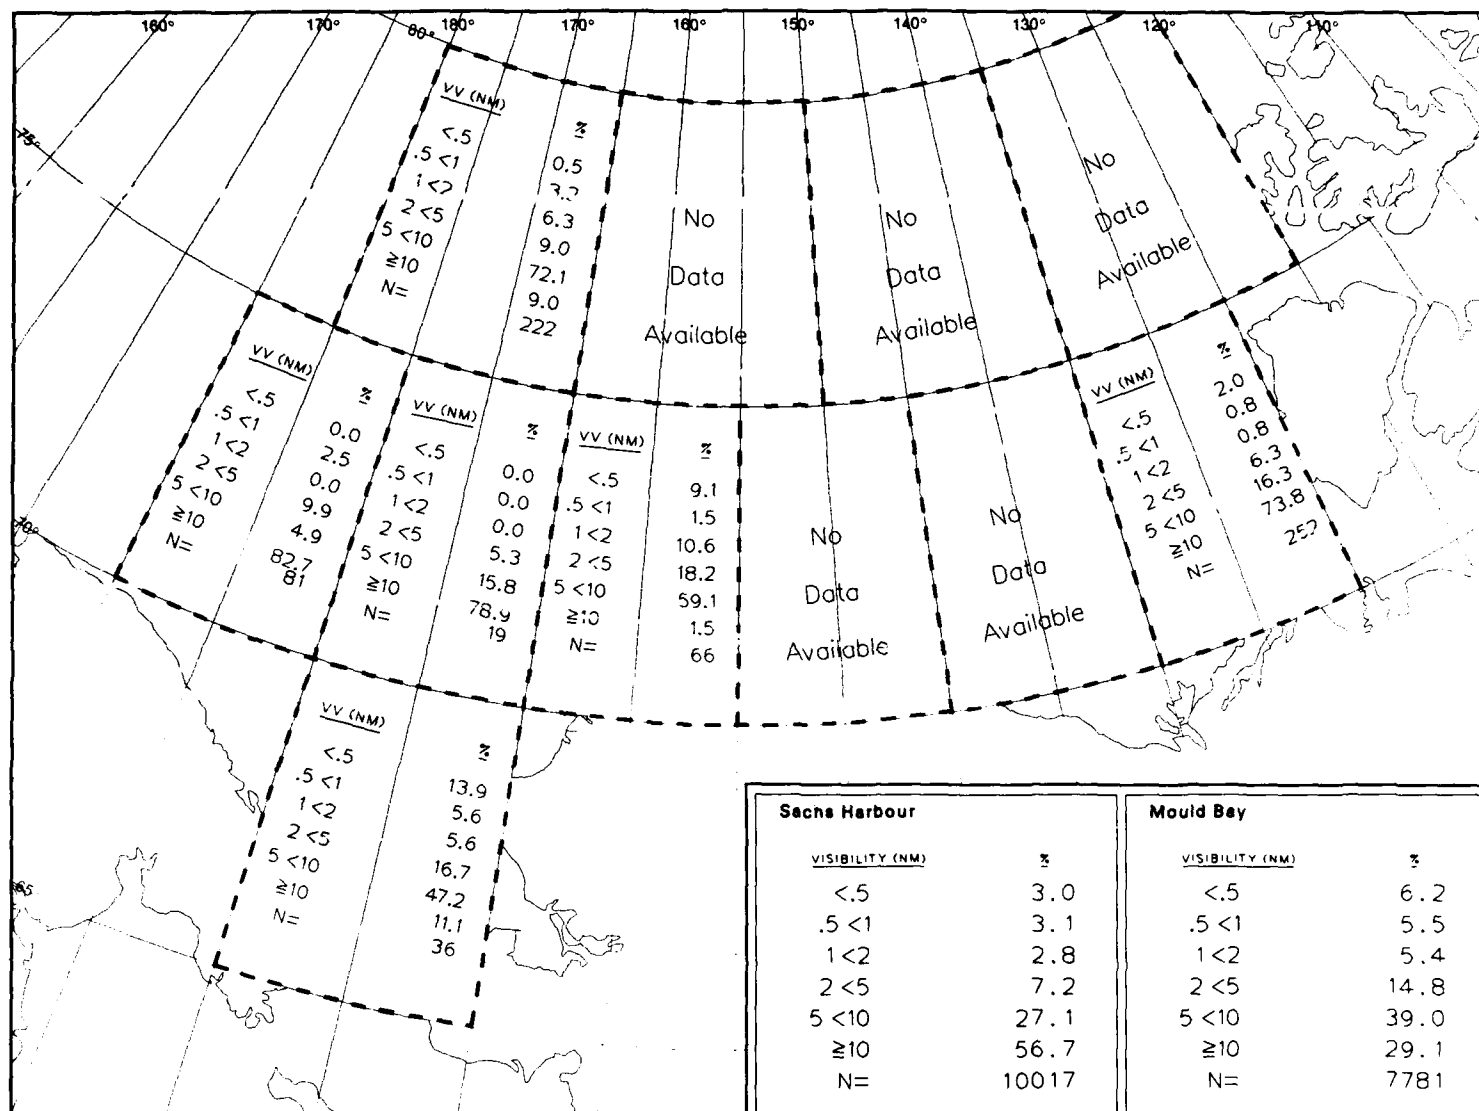 160° 170° 180° 170° 160° 150° 140° 130° 120° 110°
80°
75°
70°
65
VV (NM) %
<.5 0.5
.5 <1
1 <2 6.3
2 <5 9.0
5 <10 72.1
≥10 9.0
N= 222
No
Data
Available
No
Data
Available
No
Data
Available
VV (NM) %
<.5 0.0
.5 <1 2.5
1 <2 0.0
2 <5 9.9
5 <10 4.9
≥10 82.7
N= 81
VV (NM) %
<.5 0.0
.5 <1 0.0
1 <2 0.0
2 <5 5.3
5 <10 15.8
≥10 78.9
N= 19
VV (NM) %
<.5 9.1
.5 <1 1.5
1 <2 10.6
2 <5 18.2
5 <10 59.1
≥10 1.5
N= 66
No
Data
Available
No
Data
Available
VV (NM) %
<.5 2.0
.5 <1 0.8
1 <2 0.8
2 <5 6.3
5 <10 16.3
≥10 73.8
N=
VV (NM) %
<.5 13.9
.5 <1 5.6
1 <2 5.6
2 <5 16.7
5 <10 47.2
≥10 11.1
N= 36
Sachs Harbour
VISIBILITY (NM) %
<.5 3.0
.5 <1 3.1
1 <2 2.8
2 <5 7.2
5 <10 27.1
≥10 56.7
N= 10017
Mould Bay
VISIBILITY (NM) %
<.5 6.2
.5 <1 5.5
1 <2 5.4
2 <5 14.8
5 <10 39.0
≥10 29.1
N= 7781